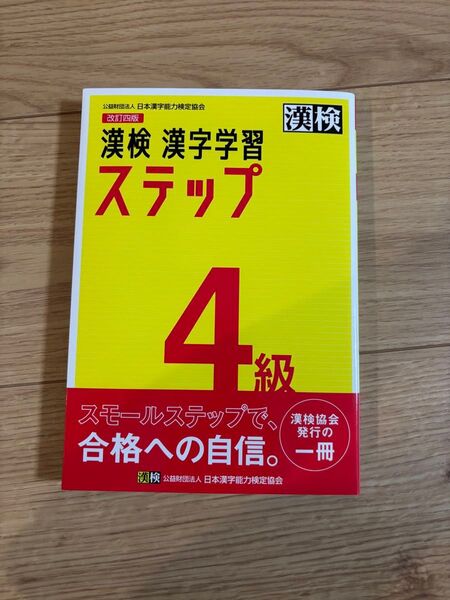 公益財団法人 日本漢字能力検定協会
漢検
改訂四版
漢検 漢字学習
ステップ
4級
スモールステップで、
合格への自信。
漢検協会
発行の
一冊
漢検 公益財団法人 日本漢字能力検定協会